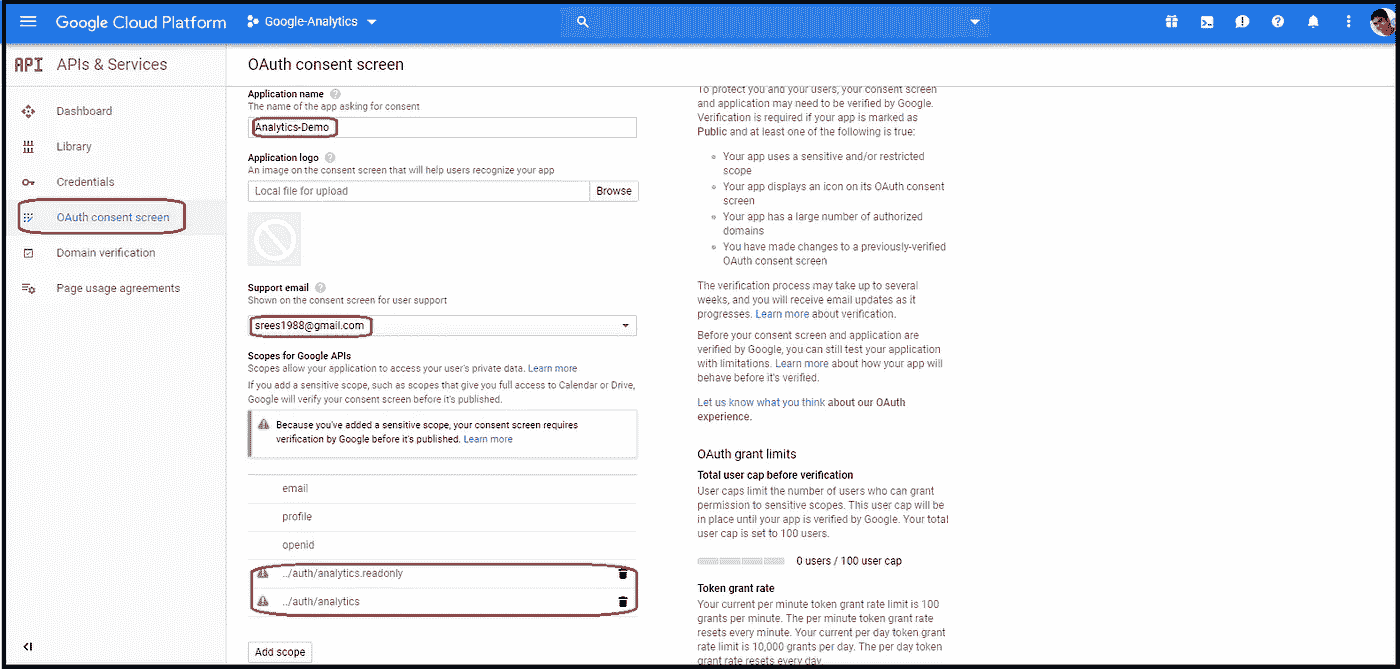 Google Cloud Platform
Google-Analytics
API APIs & Services
OAuth consent screen
Dashboard
Library
Credentials
OAuth consent screen
Domain verification
Page usage agreements
Application name
The name of the app asking for consent
Analytics-Demo
Application logo
An image on the consent screen that will help users recognize your app
Local file for upload
Browse
Support email
Shown on the consent screen for user support
srees1988@gmail.com
Scopes for Google APIs
Scopes allow your application to access your user's private data. Learn more
If you add a sensitive scope, such as scopes that give you full access to Calendar or Drive,
Google will verify your consent screen before it's published.
Because you've added a sensitive scope, your consent screen requires
verification by Google before it's published. Learn more
email
profile
openid
../auth/analytics.readonly
../auth/analytics
Add scope
To protect you and your users, your consent screen
and application may need to be verified by Google.
Verification is required if your app is marked as
Public and at least one of the following is true:
Your app uses a sensitive and/or restricted
scope
Your app displays an icon on its OAuth consent
screen
Your app has a large number of authorized
domains
You have made changes to a previously-verified
OAuth consent screen
The verification process may take up to several
weeks, and you will receive email updates as it
progresses. Learn more about verification.
Before your consent screen and application are
verified by Google, you can still test your application
with limitations. Learn more about how your app will
behave before it's verified.
Let us know what you think about our OAuth
experience.
OAuth grant limits
Total user cap before verification
User caps limit the number of users who can grant
permission to sensitive scopes. This user cap will be
in place until your app is verified by Google. Your total
user cap is set to 100 users.
0 users / 100 user cap
Token grant rate
Your current per minute token grant rate limit is 100
grants per minute. The per minute token grant rate
resets every minute. Your current per day token grant
rate limit is 10,000 grants per day. The per day token
grant rate resets every day.